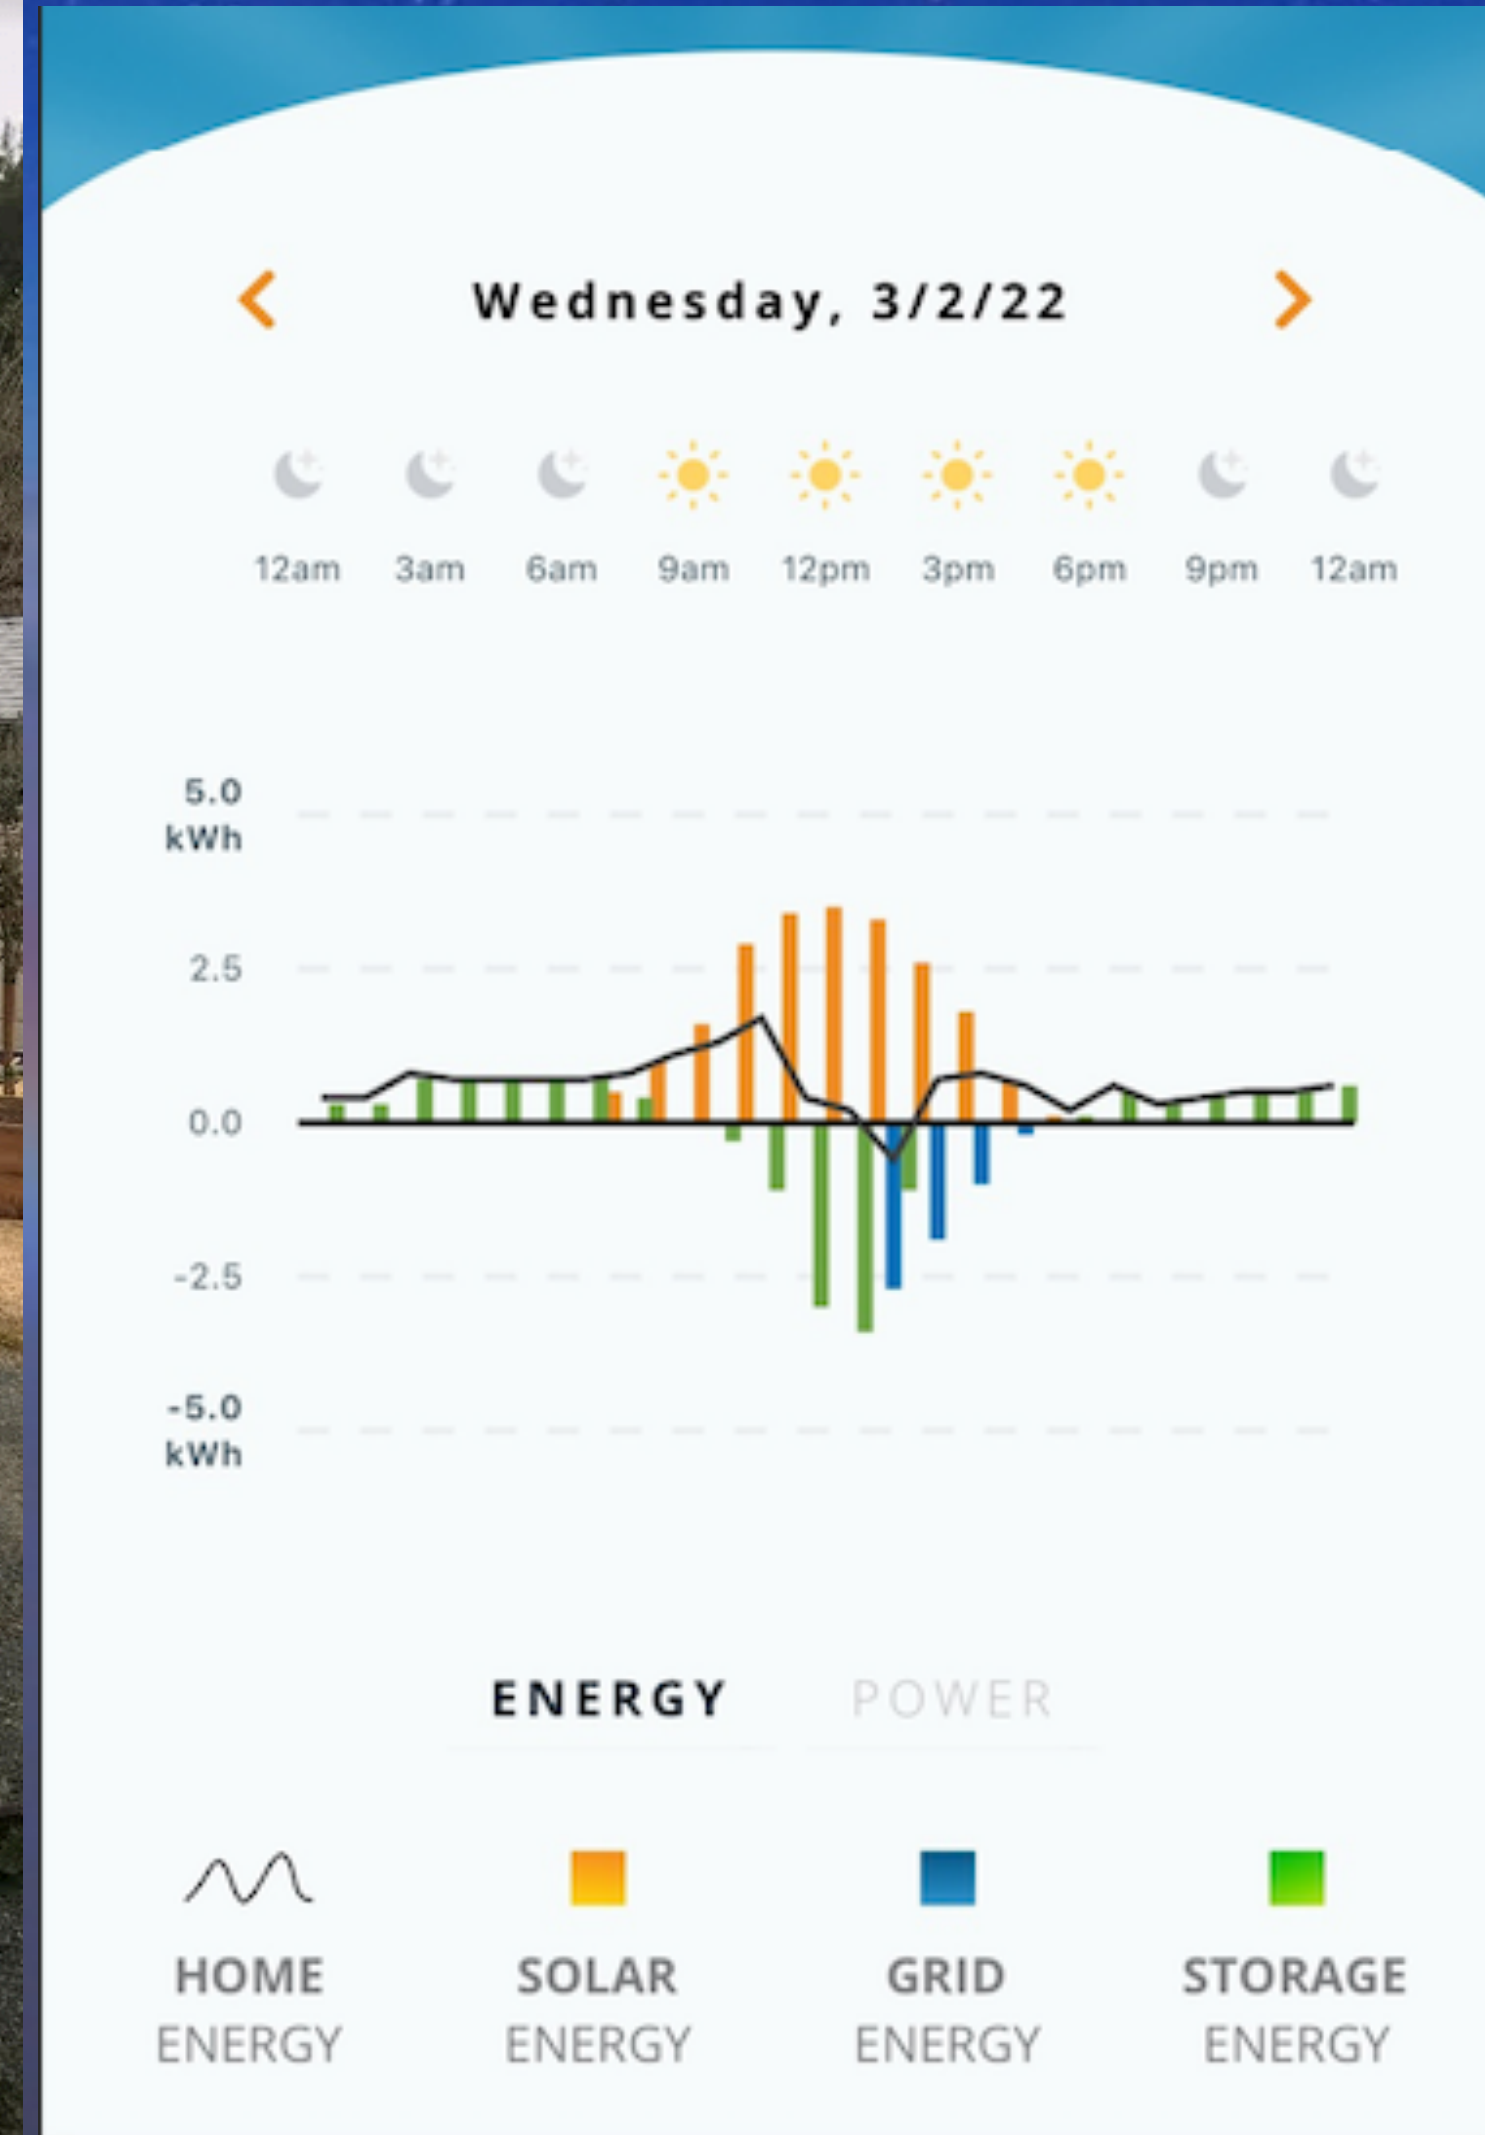 Wednesday, 3/2/22
12am 3am 6am 9am 12pm 3pm 6pm 9pm 12am
5.0
kWh
2.5
0.0
-2.5
-5.0
kWh
ENERGY POWER
HOME SOLAR GRID STORAGE
ENERGY ENERGY ENERGY ENERGY